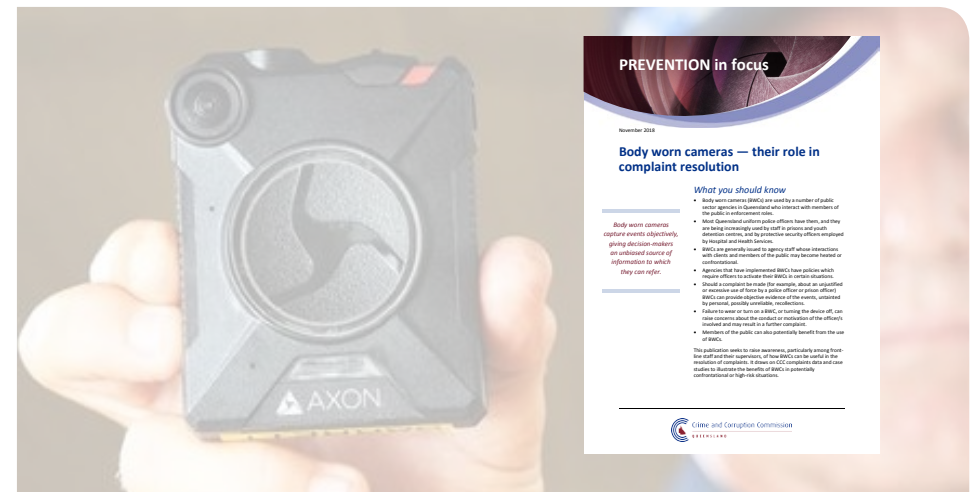 AXON
PREVENTION in focus
November 2018
Body worn cameras — their role in
complaint resolution
What you should know
Body worn cameras
capture events objectively,
giving decision-makers
an unbiased source of
information to which
they can refer.
• Body worn cameras (BWCs) are used by a number of public
sector agencies in Queensland who interact with members of
the public in enforcement roles.
• Most Queensland uniform police officers have them, and they
are being increasingly used by staff in prisons and youth
detention centres, and by protective security officers employed
by Hospital and Health Services.
• BWCs are generally issued to agency staff whose interactions
with clients and members of the public may become heated or
confrontational.
• Agencies that have implemented BWCs have policies which
require officers to activate their BWCs in certain situations.
• Should a complaint be made (for example, about an unjustified
or excessive use of force by a police officer or prison officer)
BWCs can provide objective evidence of the events, untainted
by personal, possibly unreliable, recollections.
• Failure to wear or turn on a BWC, or turning the device off, can
raise concerns about the conduct or motivation of the officer/s
involved and may result in a further complaint.
• Members of the public can also potentially benefit from the use
of BWCs.
This publication seeks to raise awareness, particularly among front-
line staff and their supervisors, of how BWCs can be useful in the
resolution of complaints. It draws on CCC complaints data and case
studies to illustrate the benefits of BWCs in potentially
confrontational or high-risk situations.
Crime and Corruption Commission
QUEENSLAND